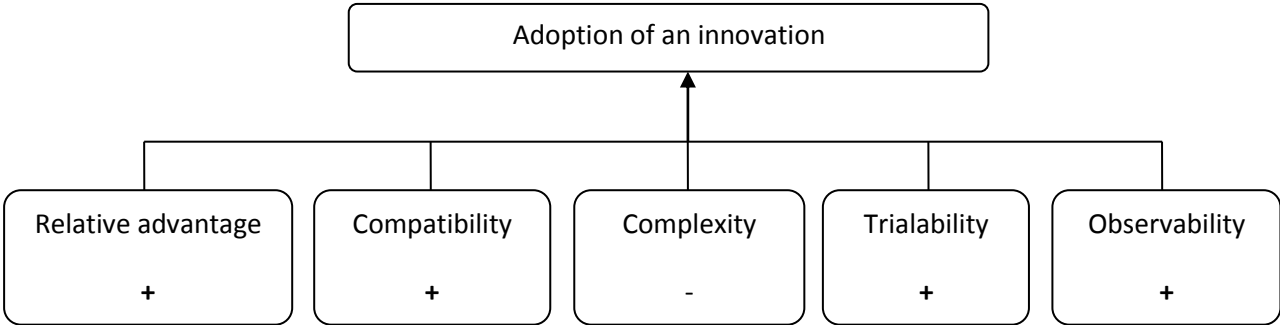 Adoption of an innovation
Relative advantage
Compatibility
Complexity
Trialability
Observability
+
+
-
+
+